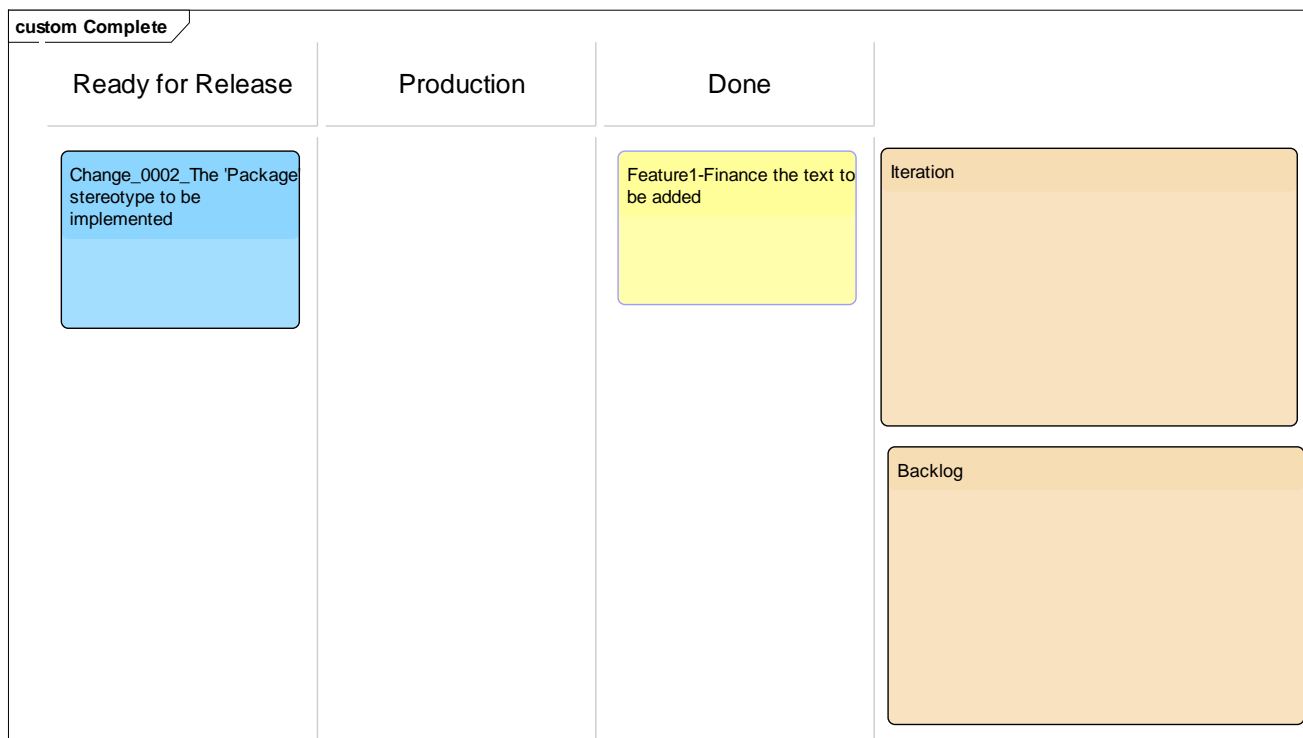 custom Complete
Ready for Release
Production
Done
Change_0002_The 'Package'
stereotype to be
implemented
Feature1-Finance the text to
be added
Iteration
Backlog